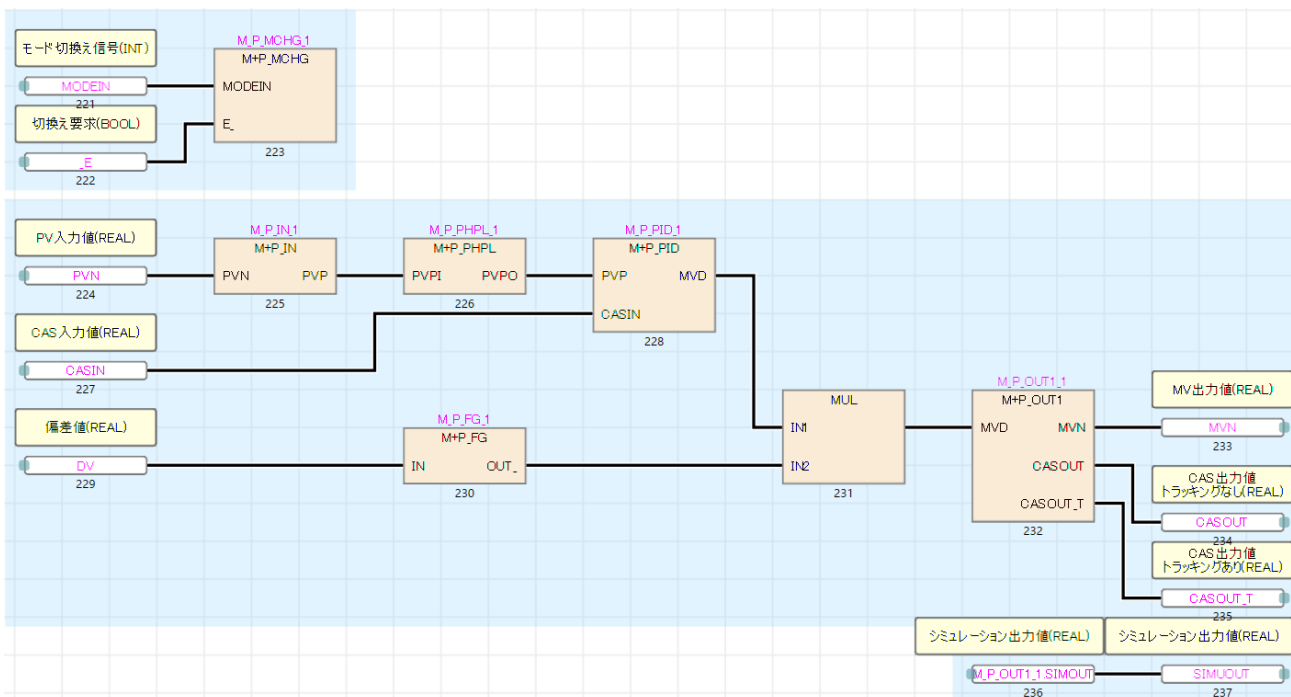 モード切換え信号(INT)
MODEIN
221
切換え要求(BOOL)
_E
222
M_P_MCHG_1
M+P_MCHG
MODEIN
E_
223
PV入力値(REAL)
PVN
224
M_P_IN_1
M+P_IN
PVN PVP
225
M_P_PHPL_1
M+P_PHPL
PVPI PVPO
226
M_P_PID_1
M+P_PID
PVP MVD
CASIN
228
CAS入力値(REAL)
CASIN
227
偏差値(REAL)
DV
229
M_P_FG_1
M+P_FG
IN OUT_
230
MUL
IN1
IN2
231
M_P_OUT1_1
M+P_OUT1
MVD MVN
CASOUT
CASOUT_T
232
MV出力値(REAL)
MVN
233
CAS出力値
トラッキングなし(REAL)
CASOUT
234
CAS出力値
トラッキングあり(REAL)
CASOUT_T
235
シミュレーション出力値(REAL)
シミュレーション出力値(REAL)
M_P_OUT1_1.SIMOUT
236
SIMUOUT
237